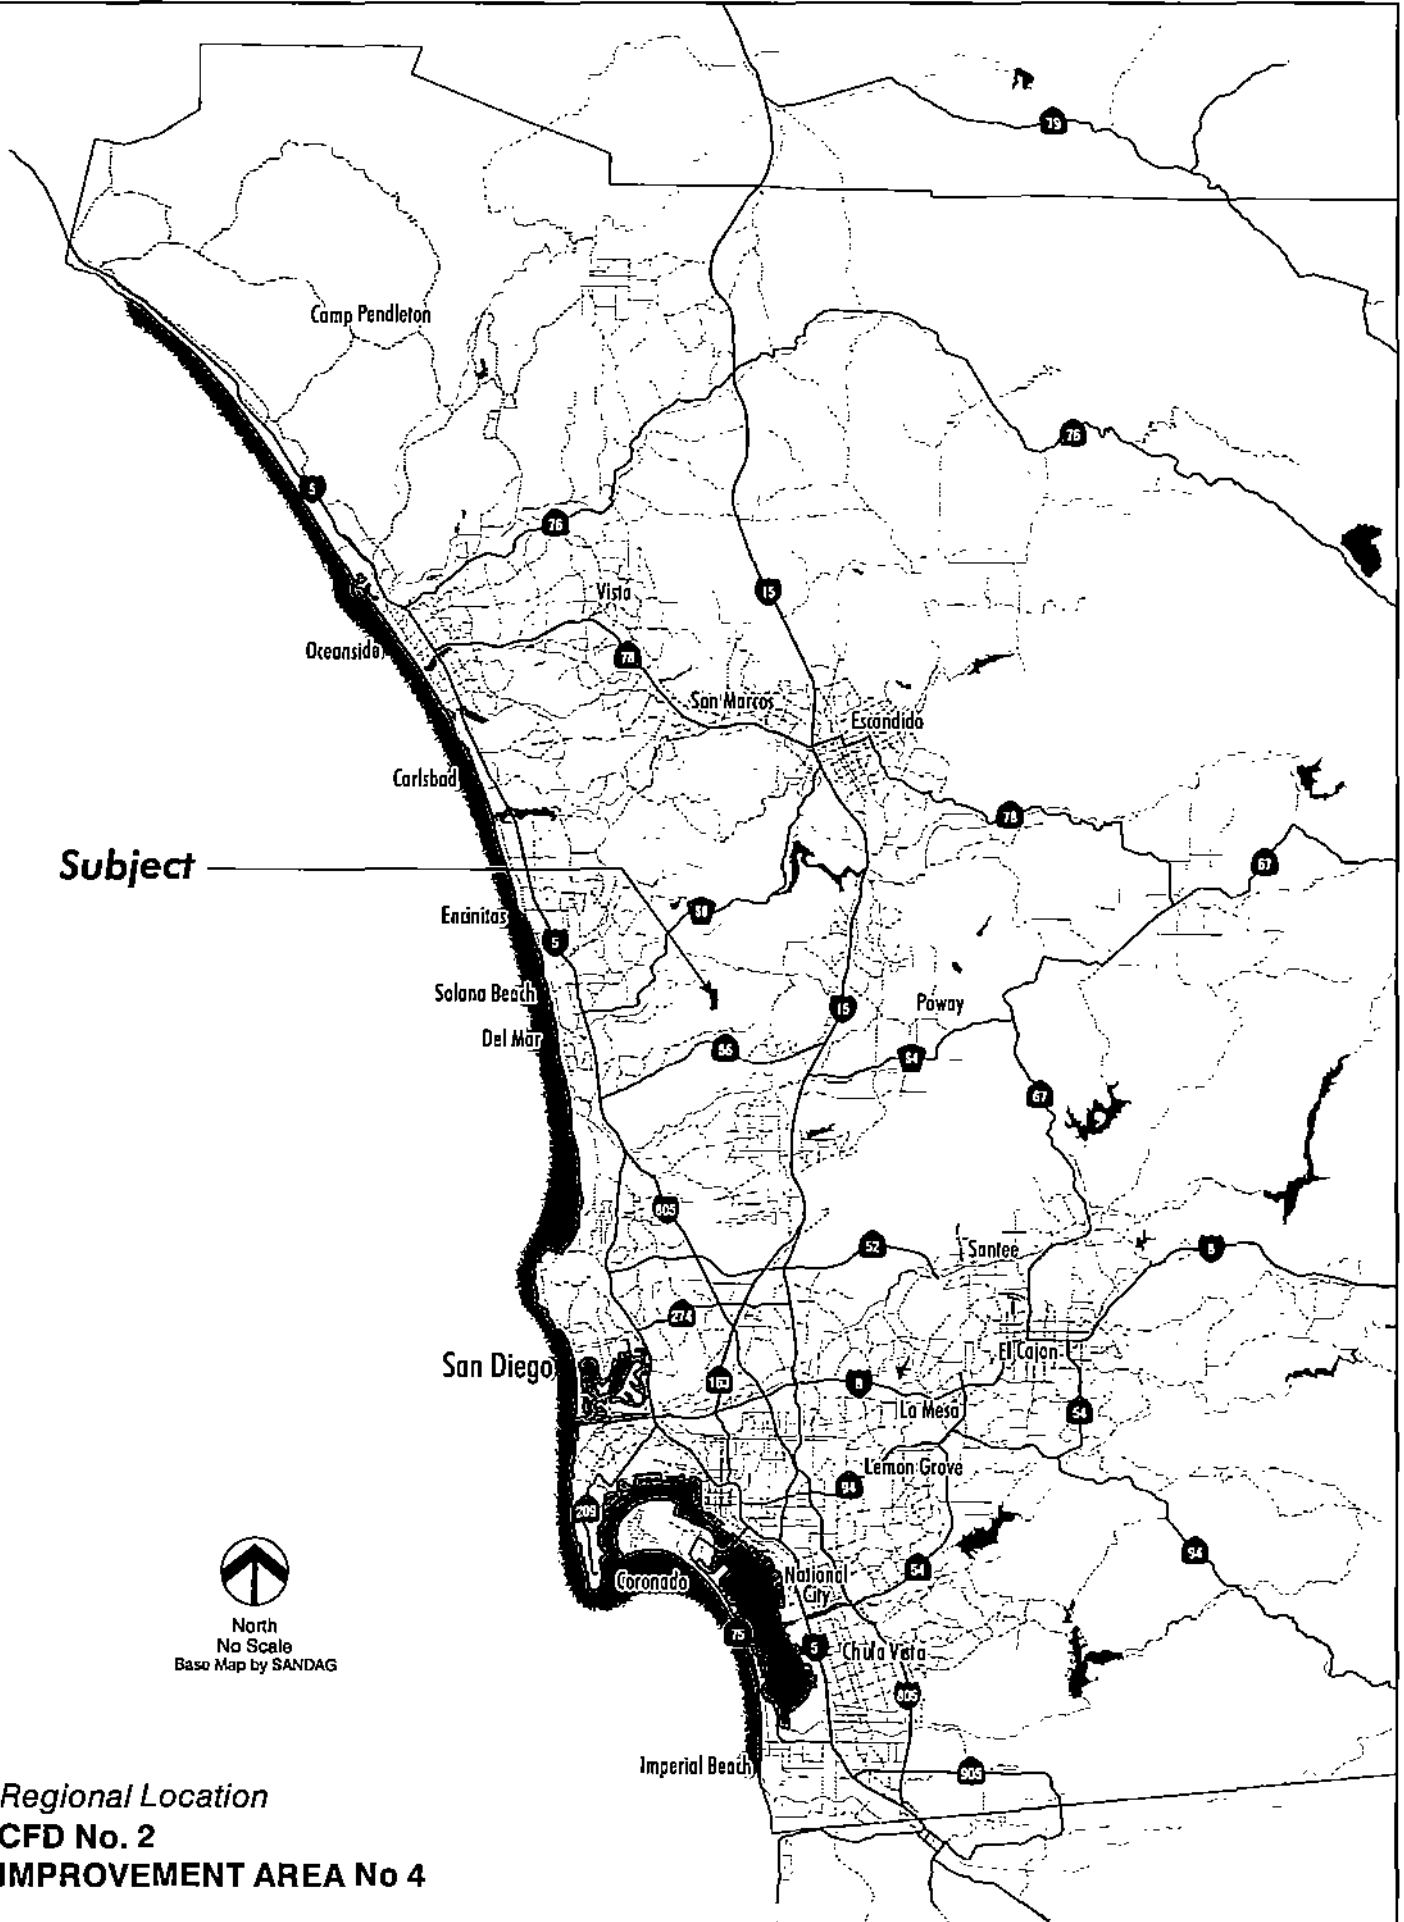 79
Camp Pendleton
76
5
76
Vista
15
Oceanside
78
San Marcos
Escondido
Carlsbad
78
Subject
67
Encinitas
5
Solana Beach
15
Poway
Del Mar
56
67
805
52
Santee
8
274
San Diego
El Cajon
163
8
La Mesa
54
Lemon Grove
94
209
94
54
Coronado
National
City
75
5
Chula Vista
805
North
No Scale
Base Map by SANDAG
Imperial Beach
905
Regional Location
CFD No. 2
IMPROVEMENT AREA No 4